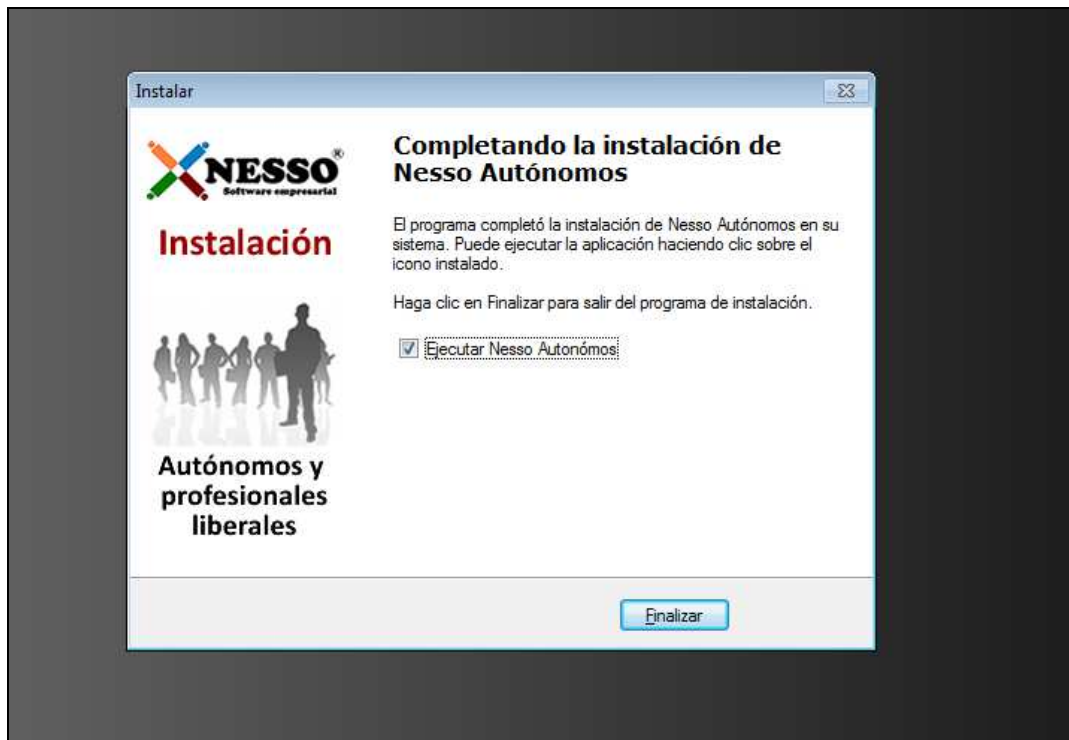 Instalar
NESSO®
Software empresarial
Instalación
Autónomos y
profesionales
liberales
Completando la instalación de
Nesso Autónomos
El programa completó la instalación de Nesso Autónomos en su
sistema. Puede ejecutar la aplicación haciendo clic sobre el
icono instalado.
Haga clic en Finalizar para salir del programa de instalación.
Ejecutar Nesso Autonómos
Finalizar